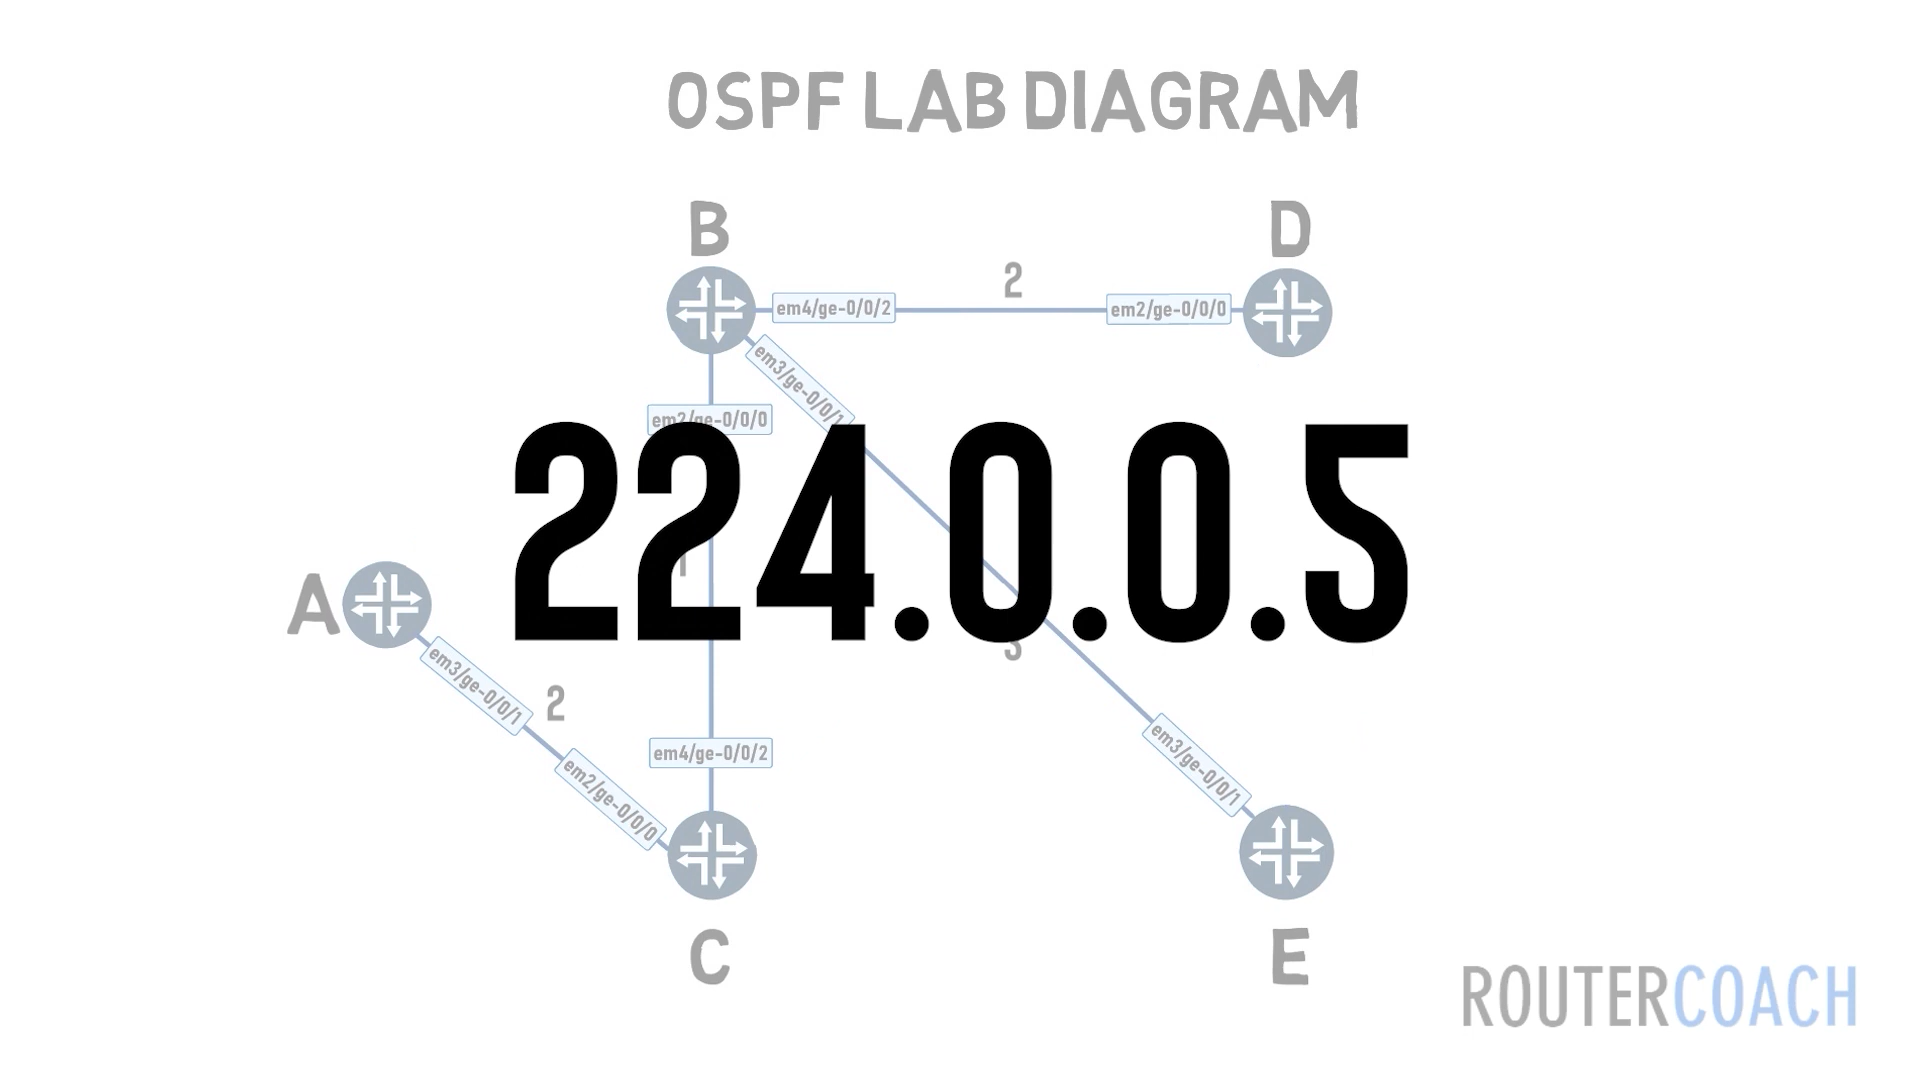 OSPF LAB DIAGRAM
B
D
2
em4/ge-0/0/2
em2/ge-0/0/0
em3/ge-0/0/1
em2/ge-0/0/0
224.0.0.5
1
3
A
em3/ge-0/0/1
2
em2/ge-0/0/0
em4/ge-0/0/2
em3/ge-0/0/1
C
E
ROUTERCOACH